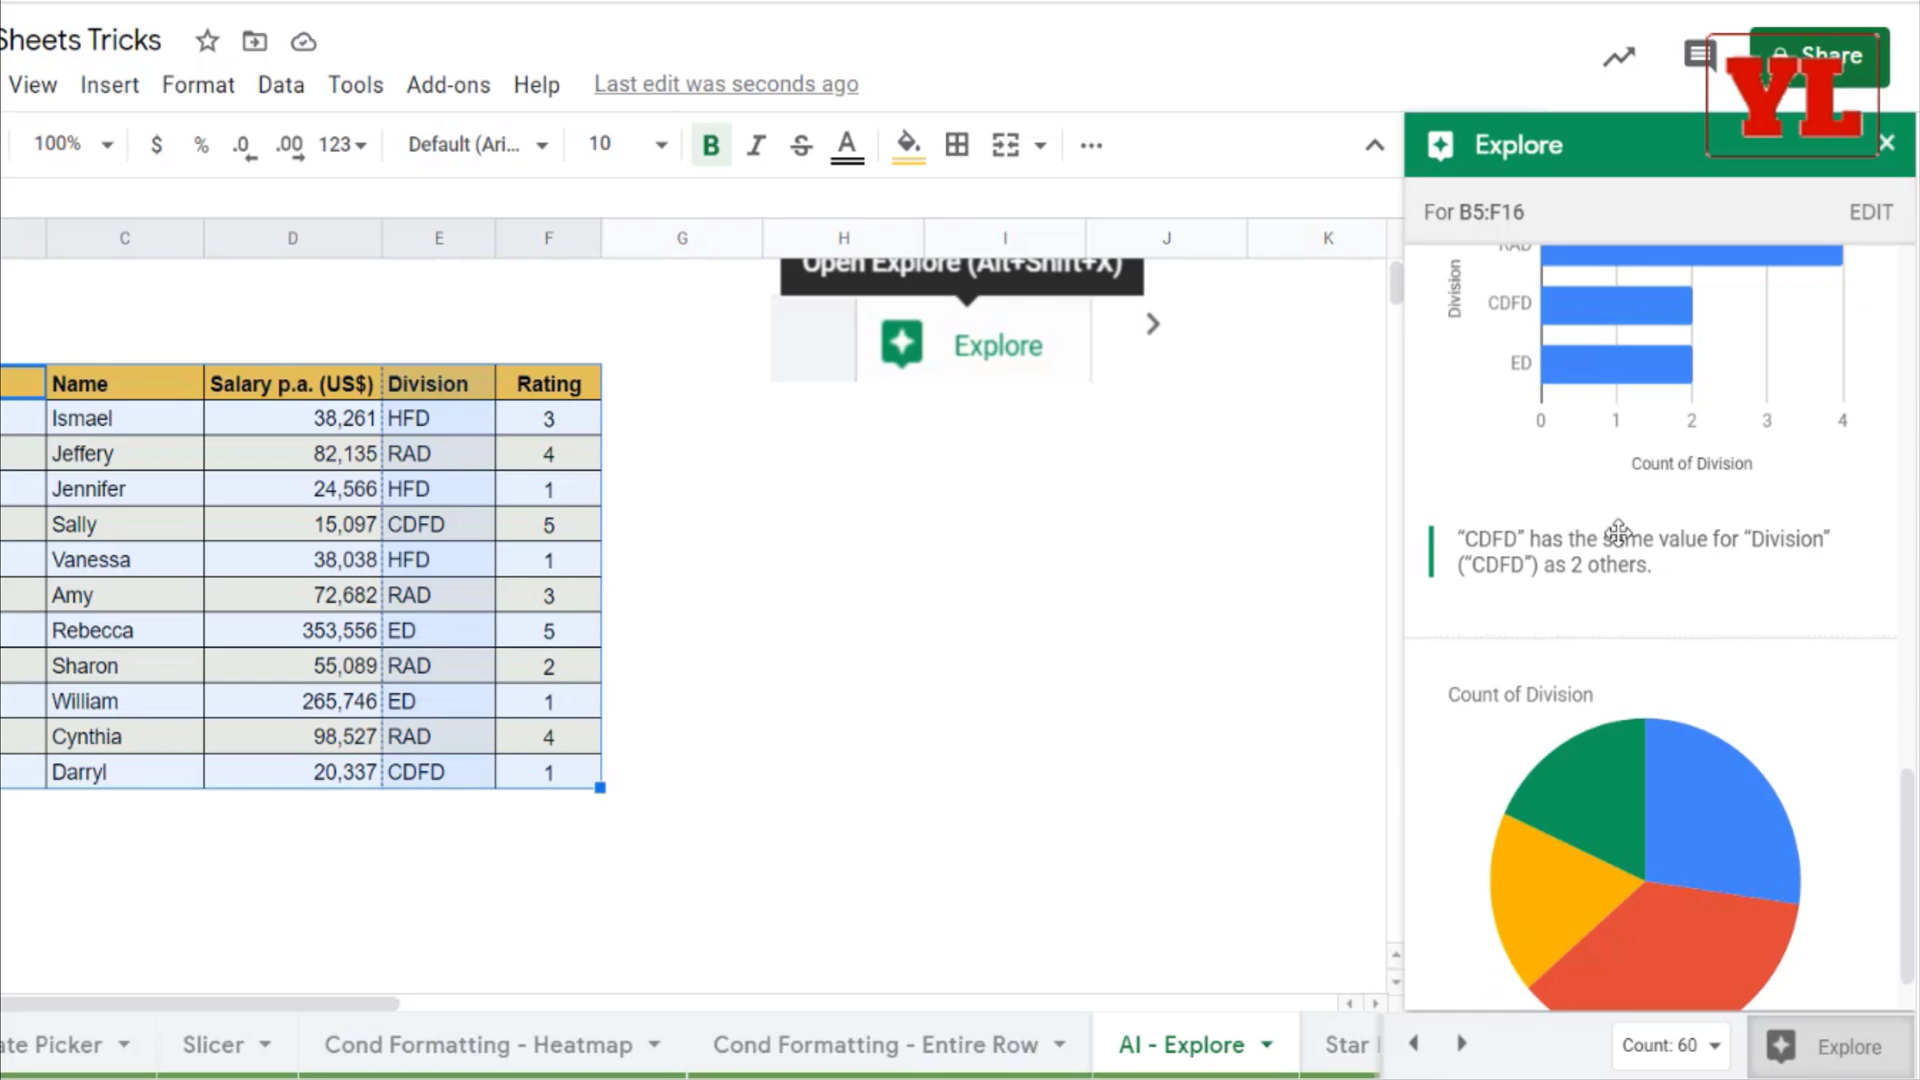 Sheets Tricks
Share
YL
View Insert Format Data Tools Add-ons Help Last edit was seconds ago
100% $ % .0 .00 123 Default (Ari... 10 B I S A ...
Explore
For B5:F16 EDIT
C D E F G H I J K
Open Explore (Alt+Shift+X)
Explore
Name Salary p.a. (US$) Division Rating
Ismael 38,261 HFD 3
Jeffery 82,135 RAD 4
Jennifer 24,566 HFD 1
Sally 15,097 CDFD 5
Vanessa 38,038 HFD 1
Amy 72,682 RAD 3
Rebecca 353,556 ED 5
Sharon 55,089 RAD 2
William 265,746 ED 1
Cynthia 98,527 RAD 4
Darryl 20,337 CDFD 1
Division
RAD
CDFD
ED
0 1 2 3 4
Count of Division
“CDFD” has the same value for “Division”
(“CDFD”) as 2 others.
Count of Division
ate Picker Slicer Cond Formatting - Heatmap Cond Formatting - Entire Row AI - Explore Star Count: 60 Explore